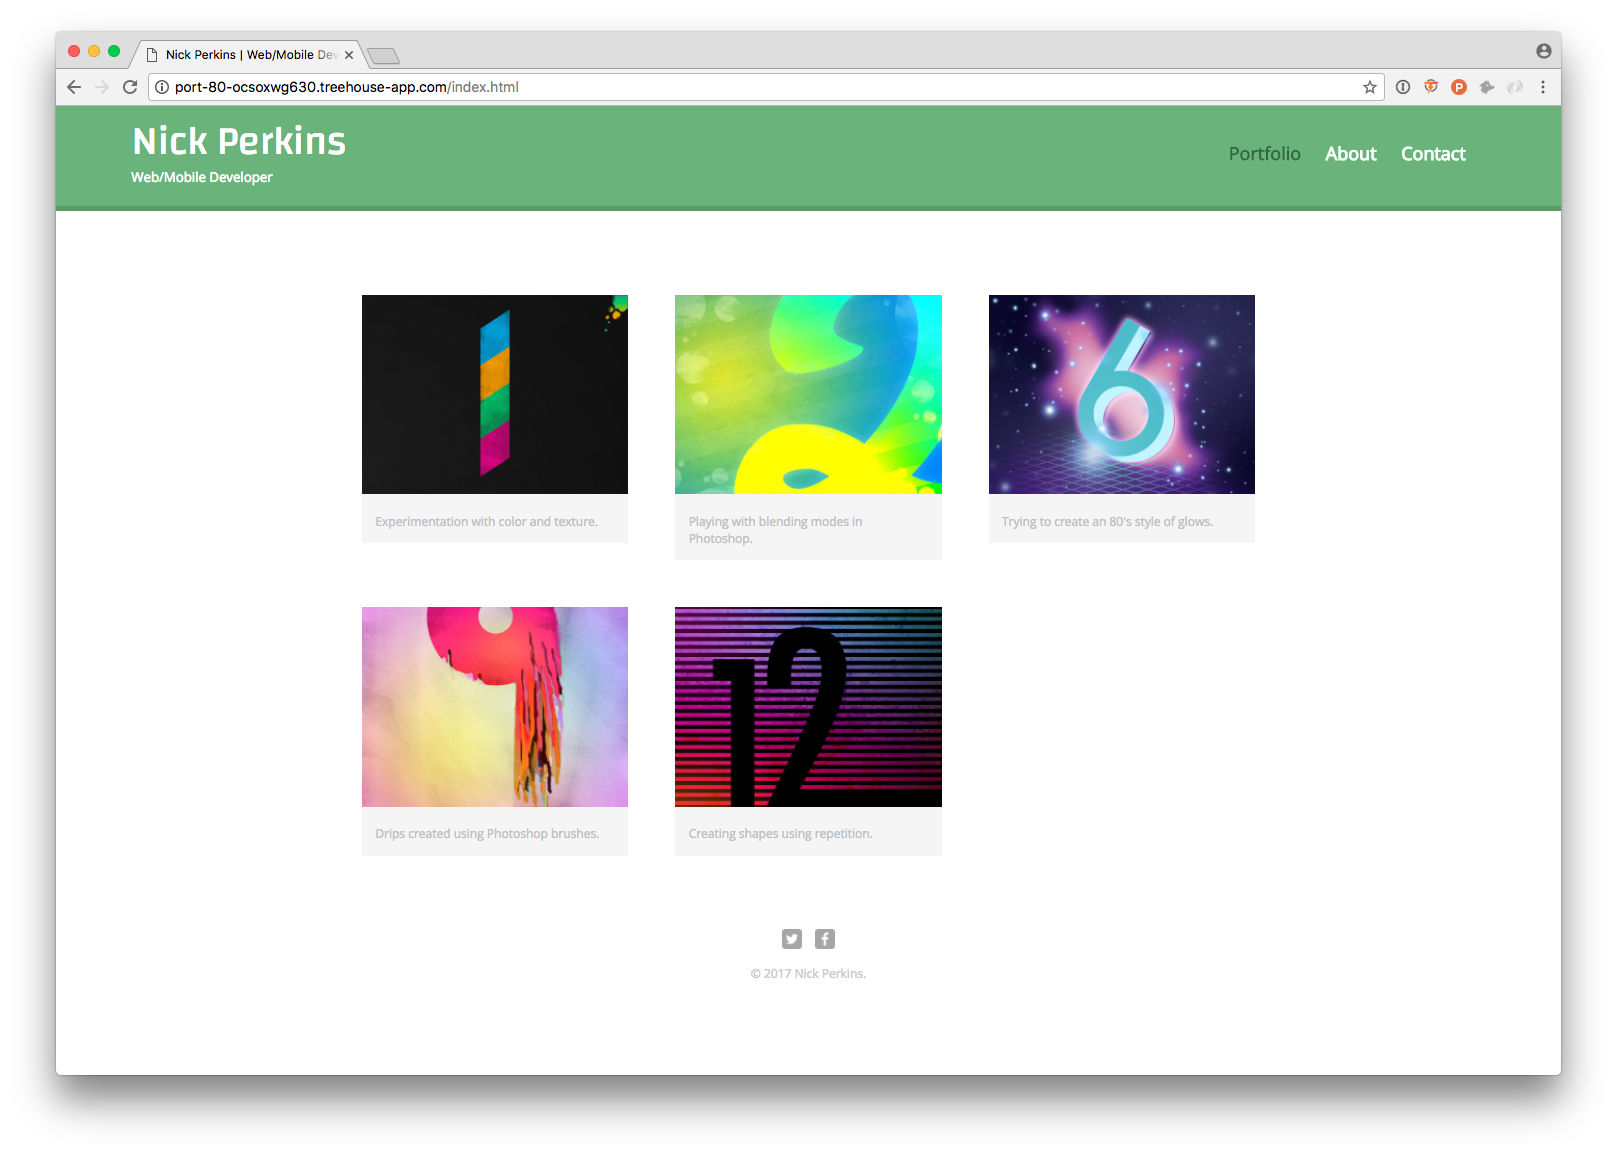 Nick Perkins | Web/Mobile Dev
port-80-ocsoxwg630.treehouse-app.com/index.html
P
Nick Perkins
Web/Mobile Developer
Portfolio About Contact
1
2
6
Experimentation with color and texture.
Playing with blending modes in
Photoshop.
Trying to create an 80's style of glows.
9
12
Drips created using Photoshop brushes.
Creating shapes using repetition.
© 2017 Nick Perkins.